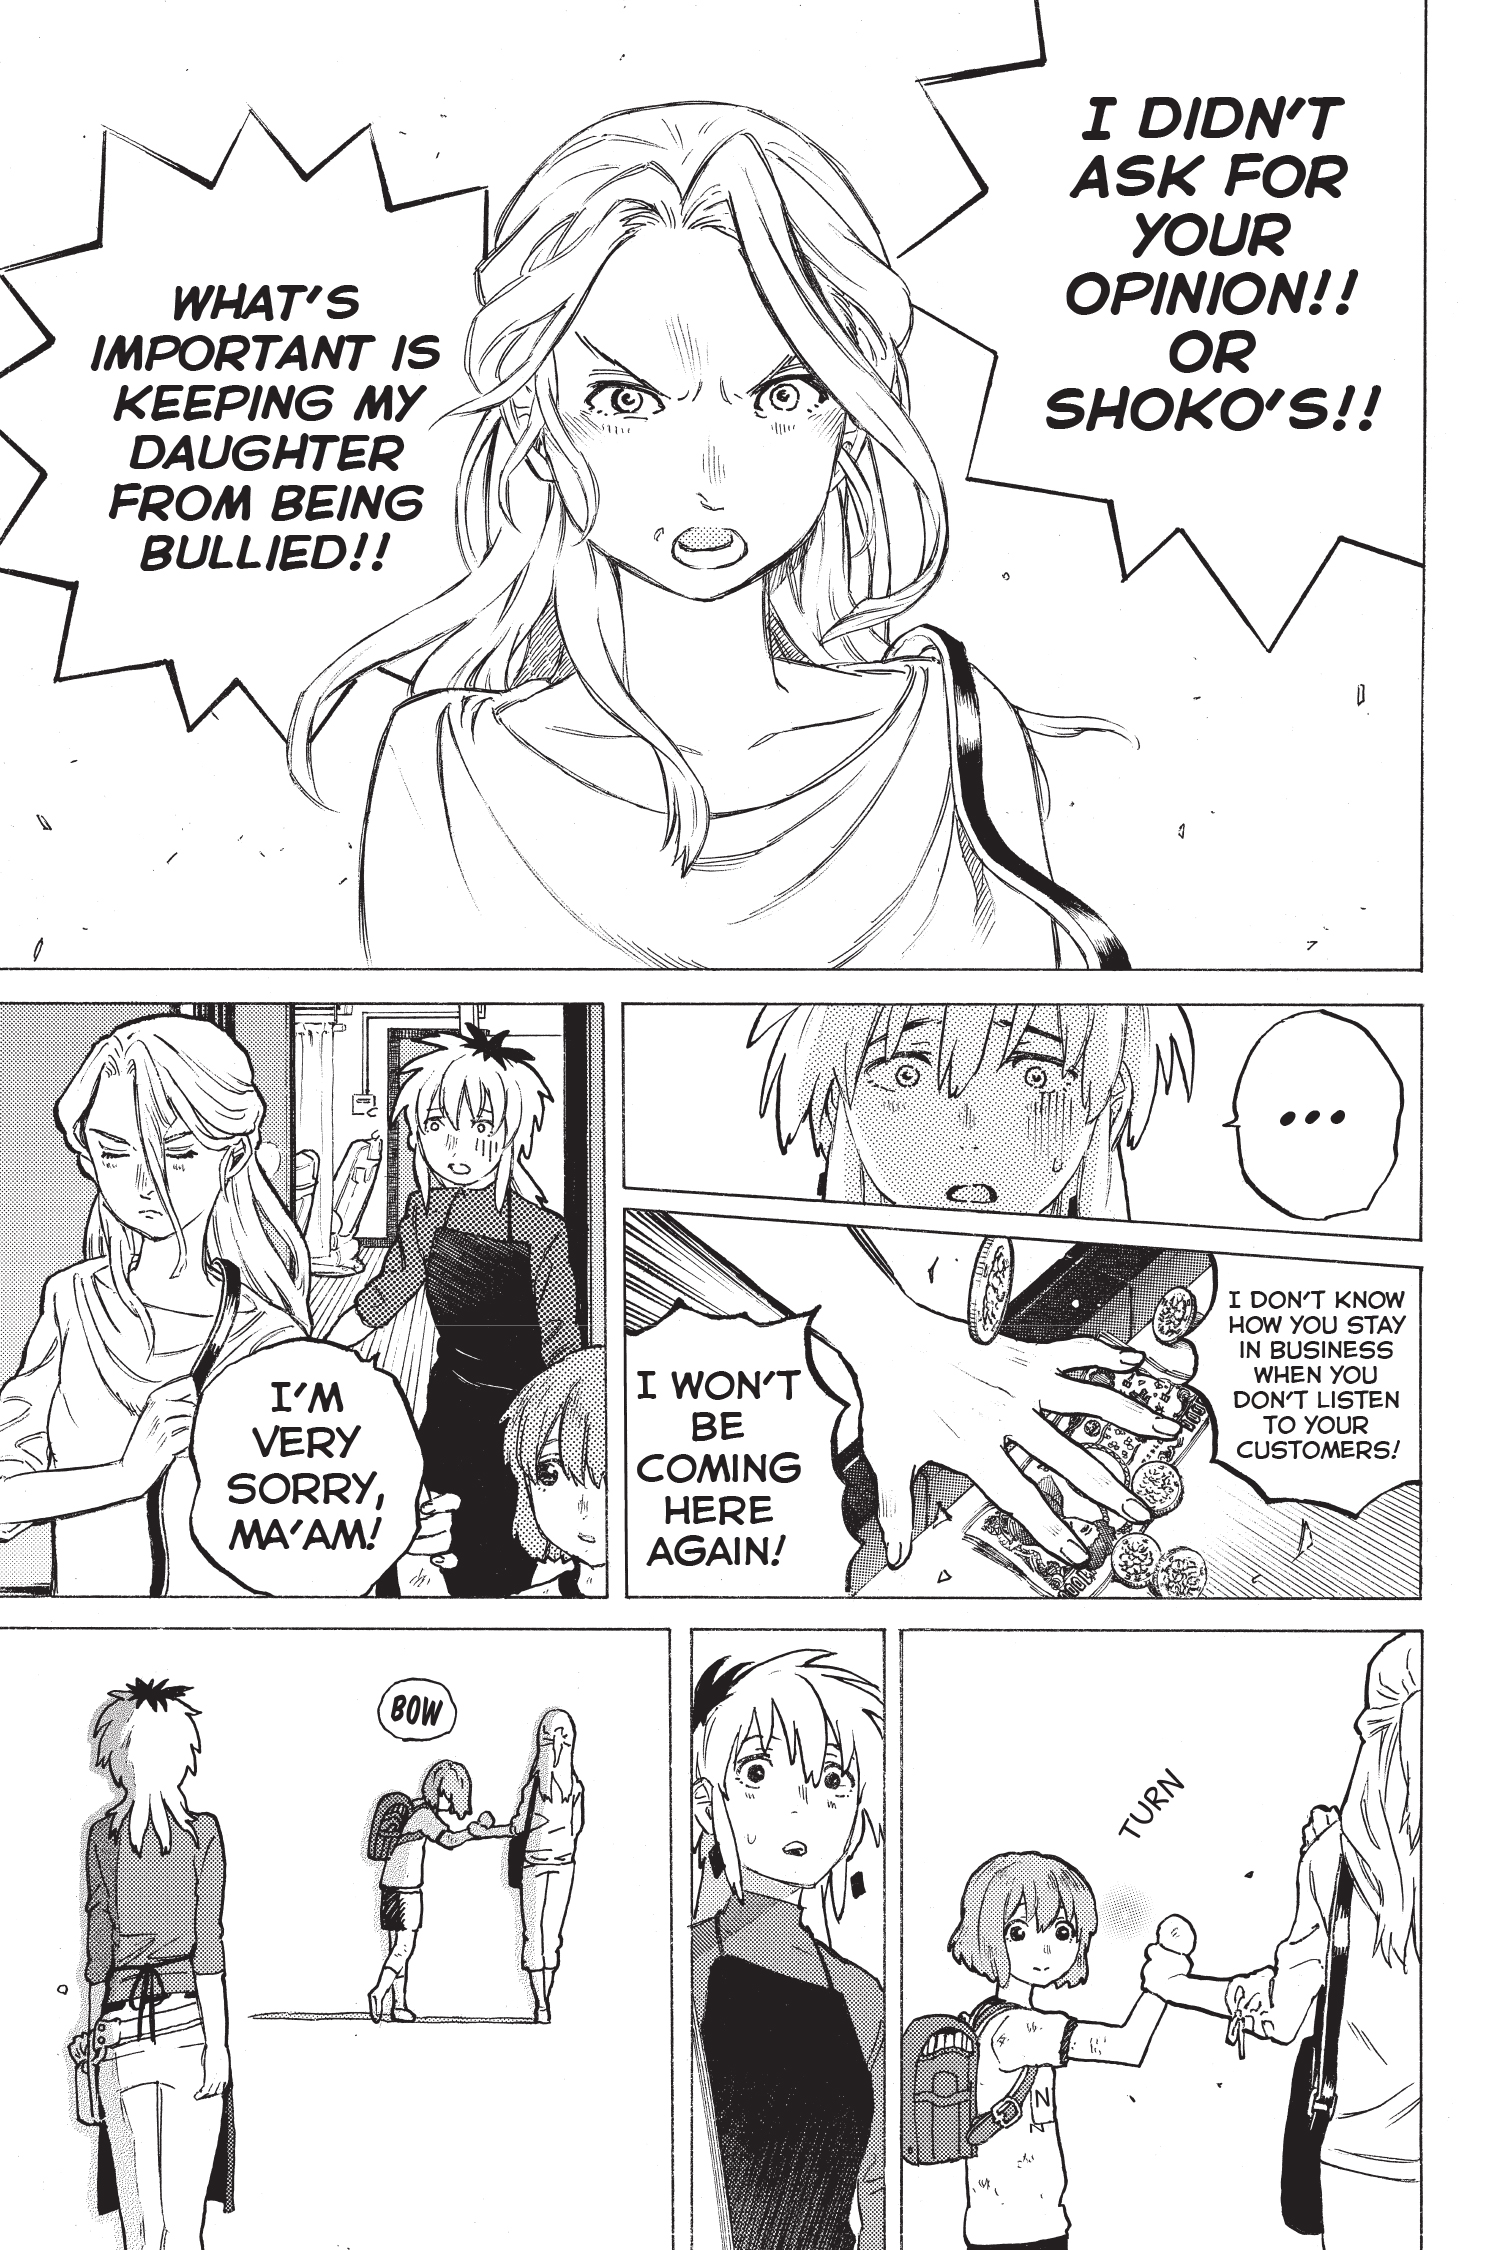 I DIDN'T
ASK FOR
YOUR
OPINION!!
OR
SHOKO'S!!
WHAT'S
IMPORTANT IS
KEEPING MY
DAUGHTER
FROM BEING
BULLIED!!
...
I DON'T KNOW
HOW YOU STAY
IN BUSINESS
WHEN YOU
DON'T LISTEN
TO YOUR
CUSTOMERS!
I WON'T
BE
COMING
HERE
AGAIN!
I'M
VERY
SORRY,
MA'AM!
TURN
N
N
BOW